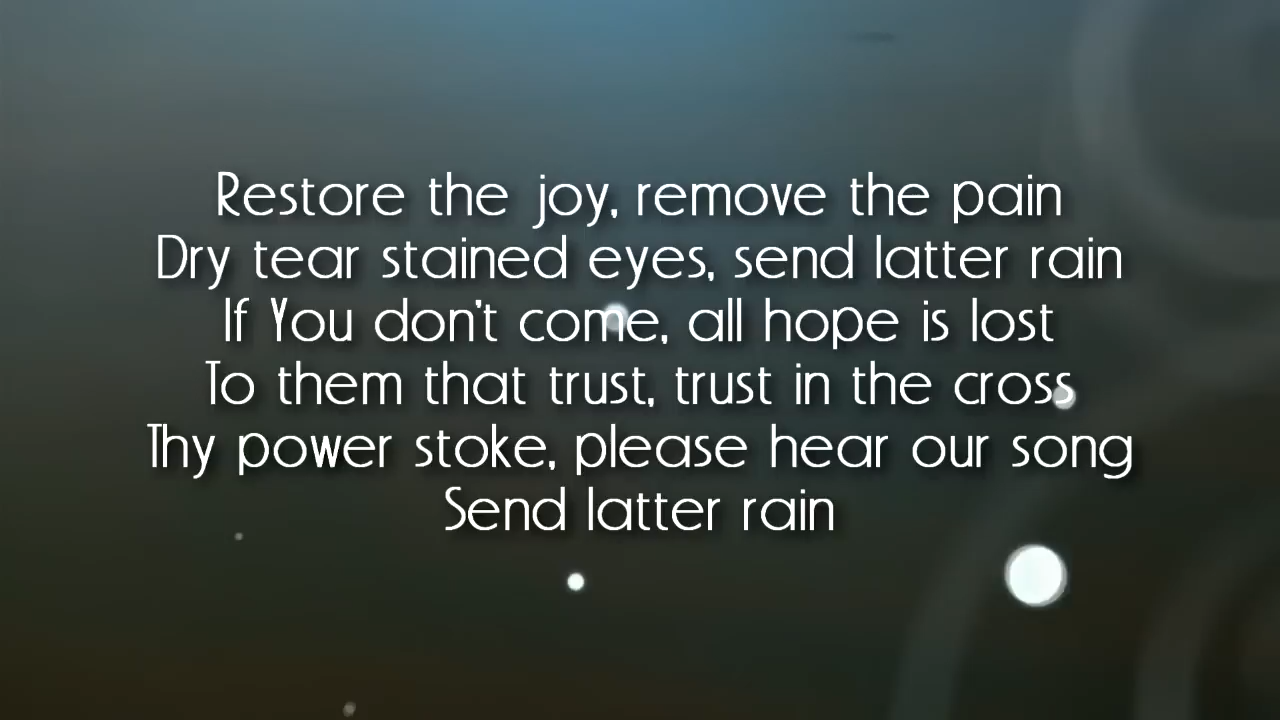 Restore the joy, remove the pain
Dry tear stained eyes, send latter rain
If You don't come, all hope is lost
To them that trust, trust in the cross
Thy power stoke, please hear our song
Send latter rain